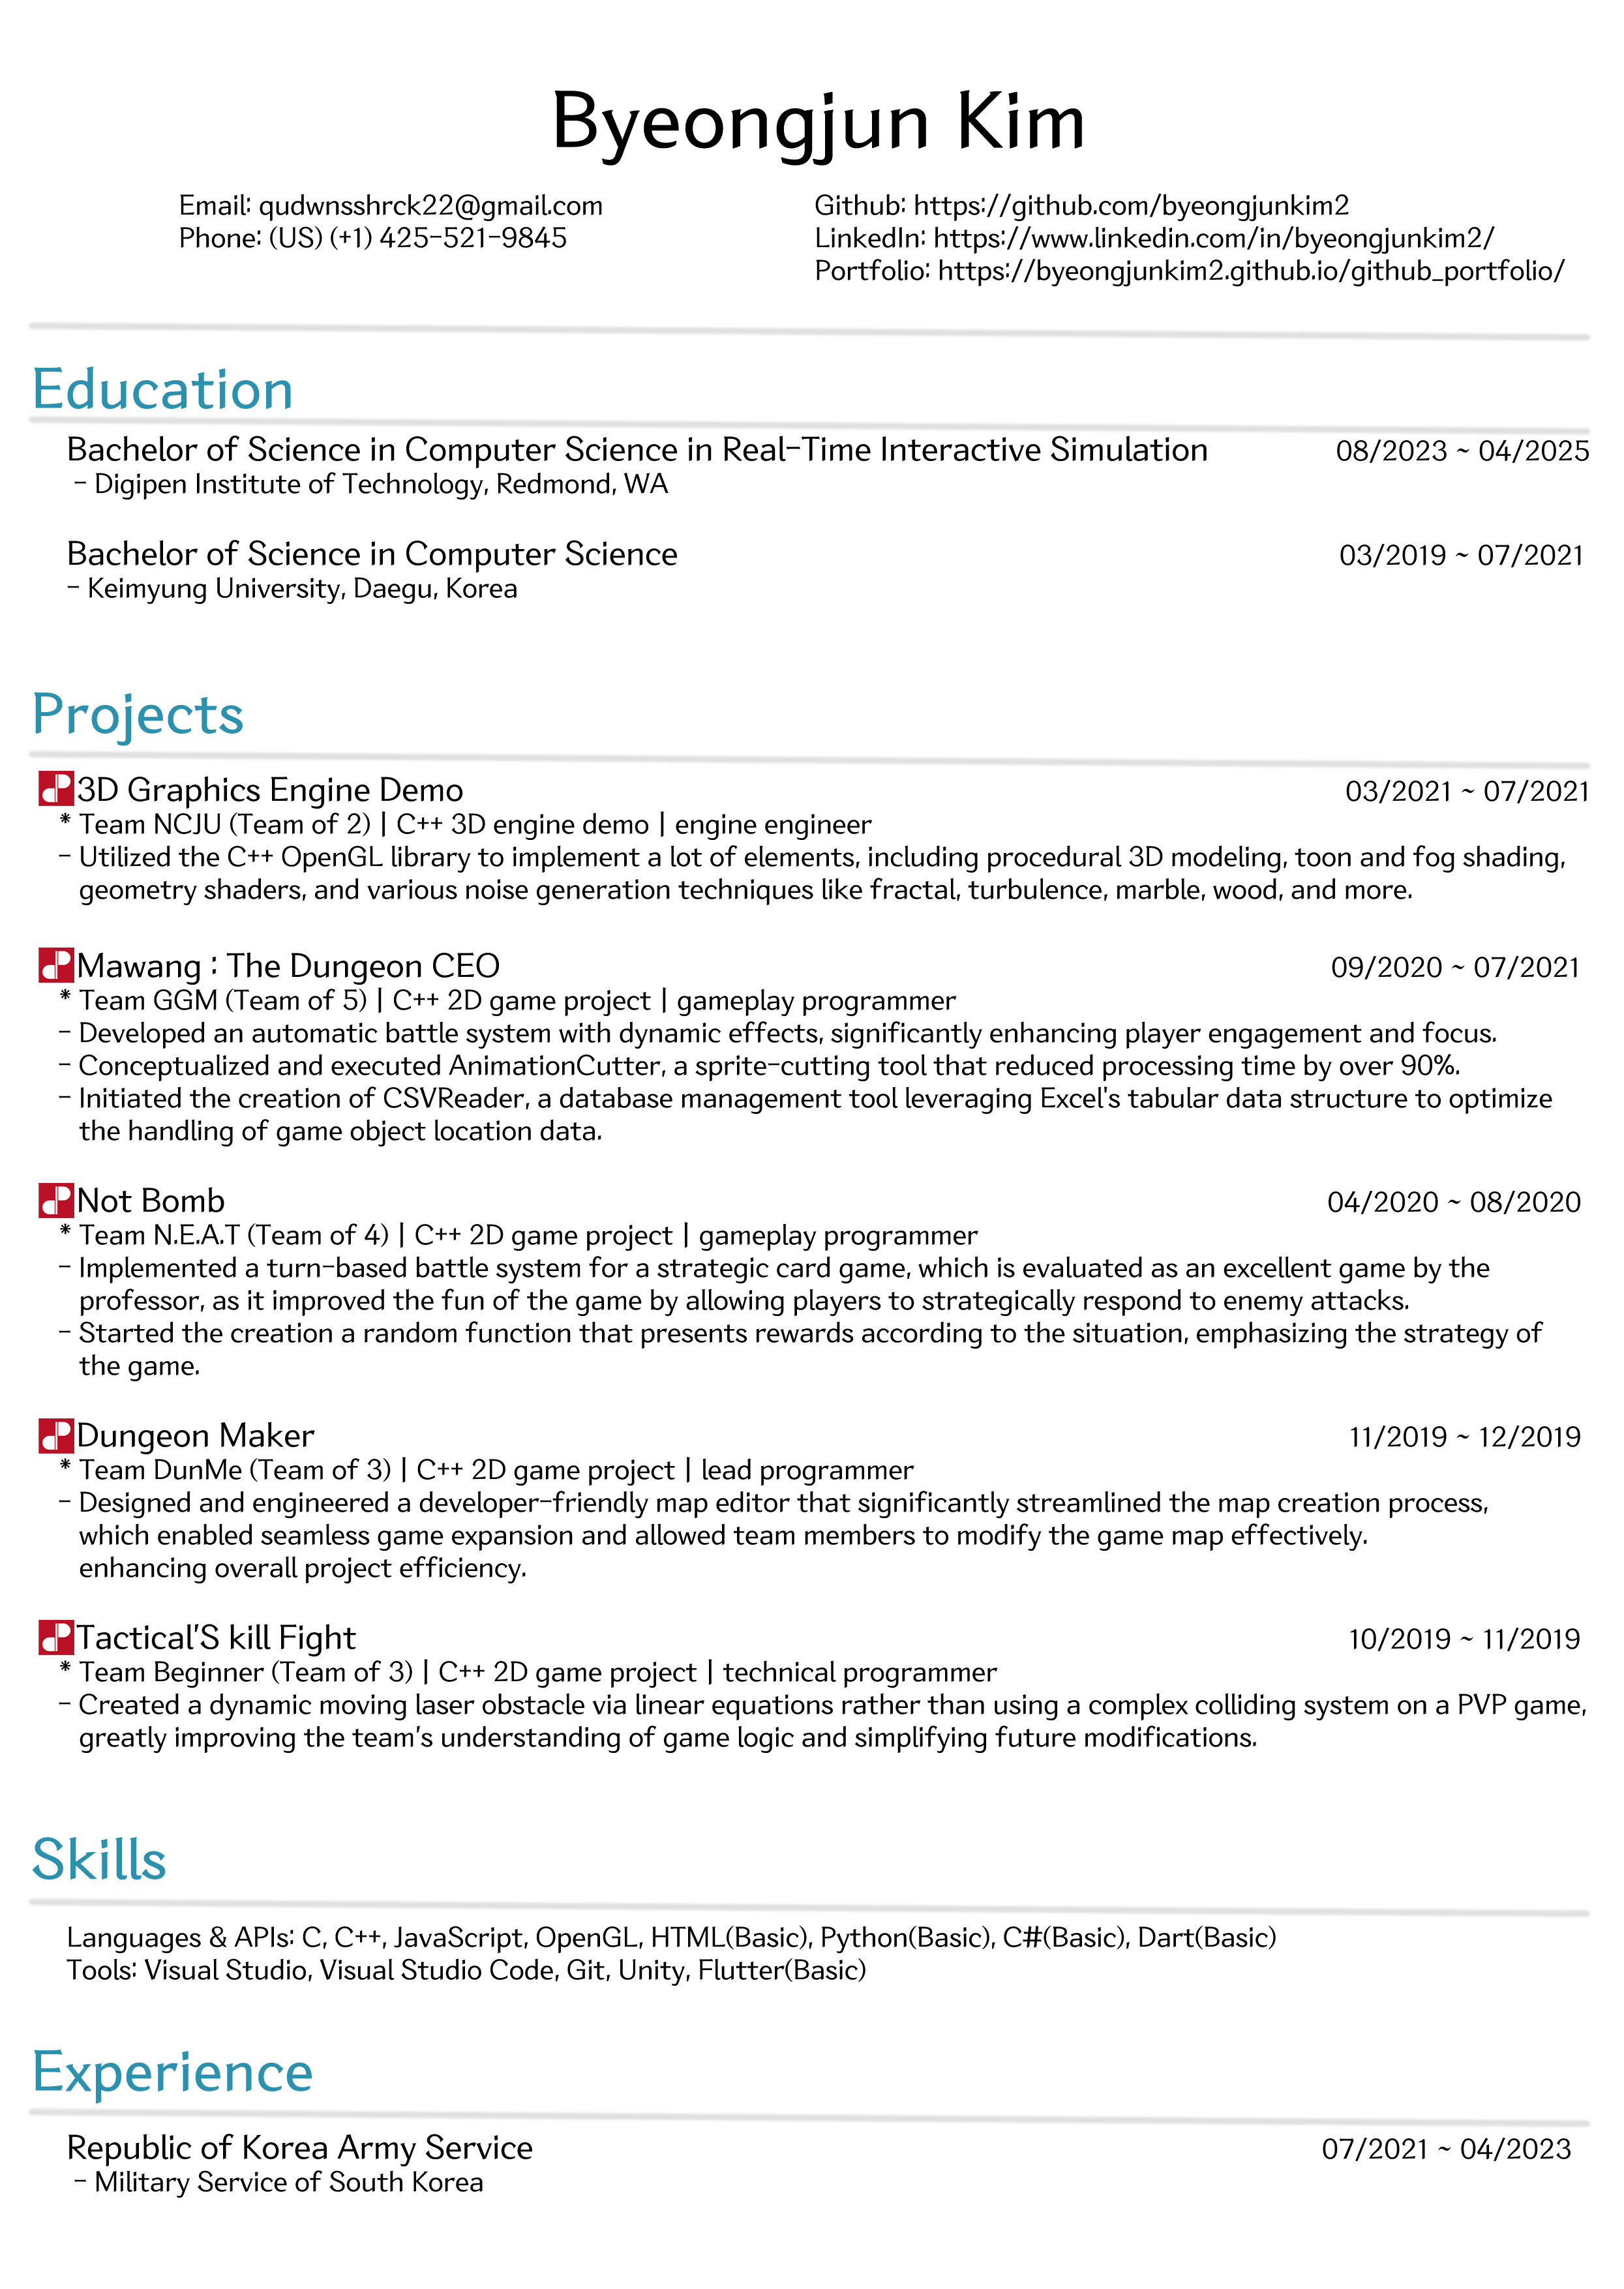 Byeongjun Kim
Email: qudwnsshrck22@gmail.com
Phone: (US) (+1) 425-521-9845
Github: https://github.com/byeongjunkim2
LinkedIn: https://www.linkedin.com/in/byeongjunkim2/
Portfolio: https://byeongjunkim2.github.io/github_portfolio/
Education
Bachelor of Science in Computer Science in Real-Time Interactive Simulation 08/2023 ~ 04/2025
- Digipen Institute of Technology, Redmond, WA
Bachelor of Science in Computer Science 03/2019 ~ 07/2021
- Keimyung University, Daegu, Korea
Projects
3D Graphics Engine Demo 03/2021 ~ 07/2021
* Team NCJU (Team of 2) | C++ 3D engine demo | engine engineer
- Utilized the C++ OpenGL library to implement a lot of elements, including procedural 3D modeling, toon and fog shading,
geometry shaders, and various noise generation techniques like fractal, turbulence, marble, wood, and more.
Mawang : The Dungeon CEO 09/2020 ~ 07/2021
* Team GGM (Team of 5) | C++ 2D game project | gameplay programmer
- Developed an automatic battle system with dynamic effects, significantly enhancing player engagement and focus.
- Conceptualized and executed AnimationCutter, a sprite-cutting tool that reduced processing time by over 90%.
- Initiated the creation of CSVReader, a database management tool leveraging Excel's tabular data structure to optimize
the handling of game object location data.
Not Bomb 04/2020 ~ 08/2020
* Team N.E.A.T (Team of 4) | C++ 2D game project | gameplay programmer
- Implemented a turn-based battle system for a strategic card game, which is evaluated as an excellent game by the
professor, as it improved the fun of the game by allowing players to strategically respond to enemy attacks.
- Started the creation a random function that presents rewards according to the situation, emphasizing the strategy of
the game.
Dungeon Maker 11/2019 ~ 12/2019
* Team DunMe (Team of 3) | C++ 2D game project | lead programmer
- Designed and engineered a developer-friendly map editor that significantly streamlined the map creation process,
which enabled seamless game expansion and allowed team members to modify the game map effectively.
enhancing overall project efficiency.
Tactical'S kill Fight 10/2019 ~ 11/2019
* Team Beginner (Team of 3) | C++ 2D game project | technical programmer
- Created a dynamic moving laser obstacle via linear equations rather than using a complex colliding system on a PVP game,
greatly improving the team's understanding of game logic and simplifying future modifications.
Skills
Languages & APIs: C, C++, JavaScript, OpenGL, HTML(Basic), Python(Basic), C#(Basic), Dart(Basic)
Tools: Visual Studio, Visual Studio Code, Git, Unity, Flutter(Basic)
Experience
Republic of Korea Army Service 07/2021 ~ 04/2023
- Military Service of South Korea